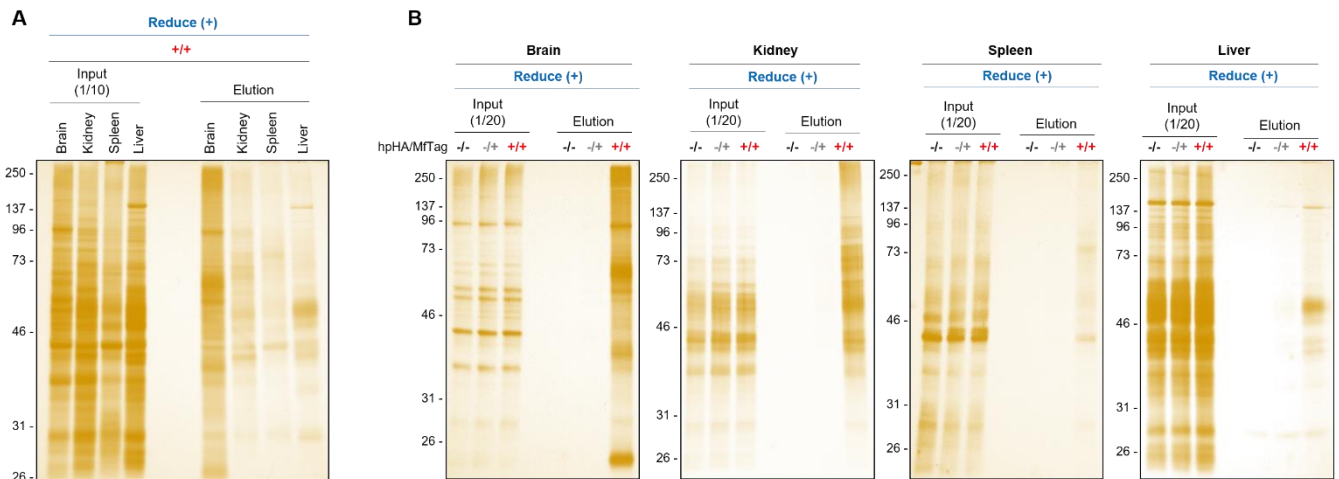 A
Reduce (+)
+/+
Input
(1/10)
Elution
Brain
Kidney
Spleen
Liver
Brain
Kidney
Spleen
Liver
250 -
137 -
96 -
73 -
46 -
31 -
26 -
B
Brain
Reduce (+)
Input
(1/20)
Elution
hpHA/MfTag
-/- -/+ +/+ -/- -/+ +/+
250 -
137 -
96 -
73 -
46 -
31 -
26 -
Kidney
Reduce (+)
Input
(1/20)
Elution
-/- -/+ +/+ -/- -/+ +/+
250 -
137 -
96 -
73 -
46 -
31 -
26 -
Spleen
Reduce (+)
Input
(1/20)
Elution
-/- -/+ +/+ -/- -/+ +/+
250 -
137 -
96 -
73 -
46 -
31 -
26 -
Liver
Reduce (+)
Input
(1/20)
Elution
-/- -/+ +/+ -/- -/+ +/+
250 -
137 -
96 -
73 -
46 -
31 -
26 -